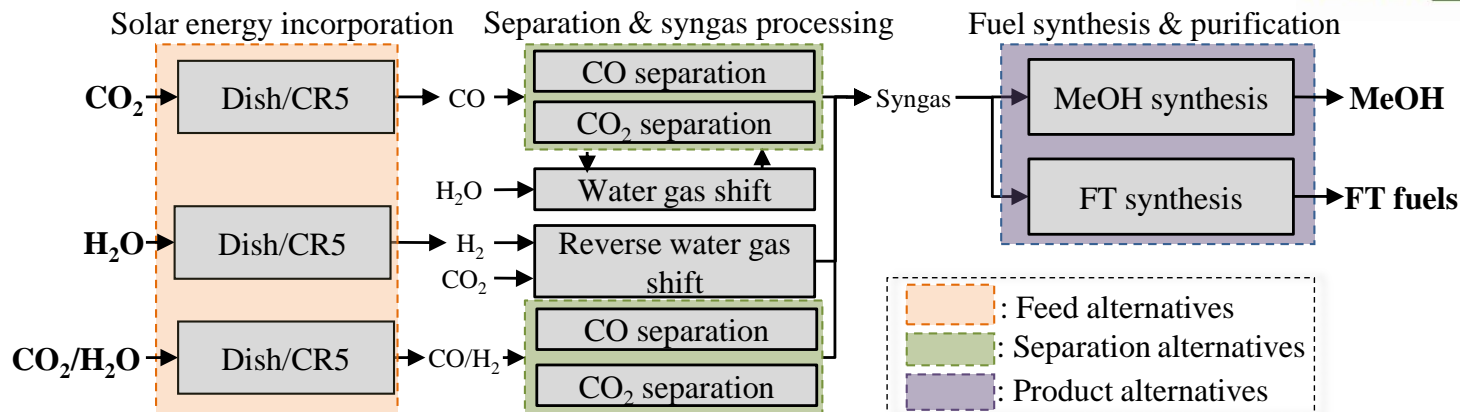 Solar energy incorporation
Separation & syngas processing
Fuel synthesis & purification
CO₂
Dish/CR5
CO
CO separation
CO₂ separation
H₂O
Water gas shift
Syngas
MeOH synthesis
MeOH
FT synthesis
FT fuels
H₂O
Dish/CR5
H₂
CO₂
Reverse water gas
shift
CO₂/H₂O
Dish/CR5
CO/H₂
CO separation
CO₂ separation
: Feed alternatives
: Separation alternatives
: Product alternatives